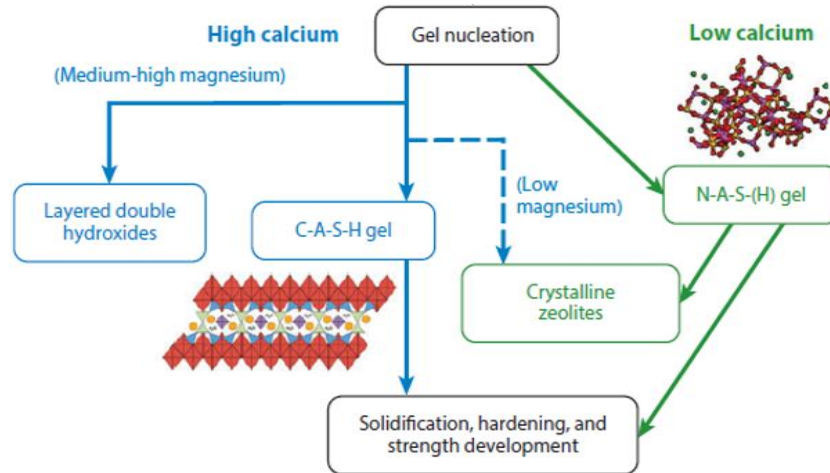 High calcium
Gel nucleation
Low calcium
(Medium-high magnesium)
Layered double
hydroxides
C-A-S-H gel
(Low
magnesium)
N-A-S-(H) gel
Crystalline
zeolites
Solidification, hardening, and
strength development